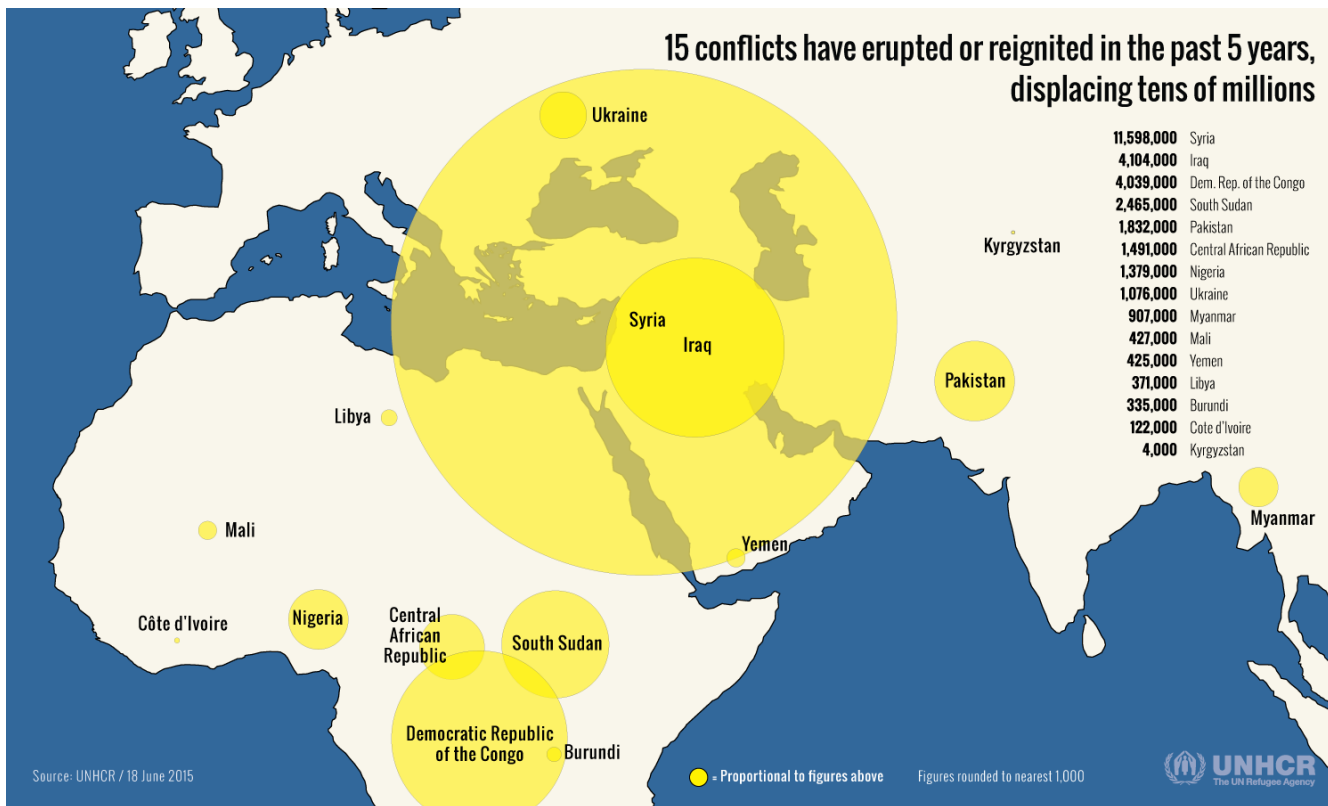 15 conflicts have erupted or reignited in the past 5 years,
displacing tens of millions
11,598,000 Syria
4,104,000 Iraq
4,039,000 Dem. Rep. of the Congo
2,465,000 South Sudan
1,832,000 Pakistan
1,491,000 Central African Republic
1,379,000 Nigeria
1,076,000 Ukraine
907,000 Myanmar
427,000 Mali
425,000 Yemen
371,000 Libya
335,000 Burundi
122,000 Cote d'Ivoire
4,000 Kyrgyzstan
Ukraine
Kyrgyzstan
Syria
Iraq
Pakistan
Libya
Myanmar
Mali
Yemen
Côte d'Ivoire
Nigeria
Central
African
Republic
South Sudan
Democratic Republic
of the Congo
Burundi
Source: UNHCR / 18 June 2015
= Proportional to figures above
Figures rounded to nearest 1,000
UNHCR
The UN Refugee Agency